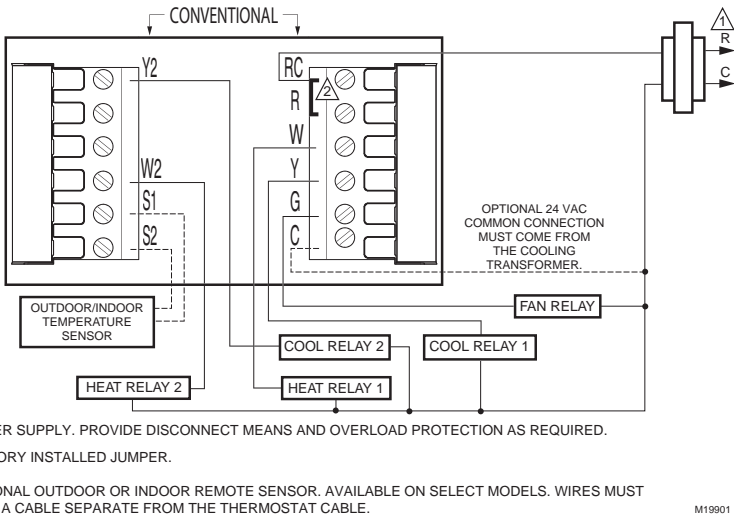 CONVENTIONAL
Y2
W2
S1
S2
RC
R
W
Y
G
C
2
1
R
C
OPTIONAL 24 VAC
COMMON CONNECTION
MUST COME FROM
THE COOLING
TRANSFORMER.
OUTDOOR/INDOOR
TEMPERATURE
SENSOR
FAN RELAY
COOL RELAY 2
COOL RELAY 1
HEAT RELAY 2
HEAT RELAY 1
ER SUPPLY. PROVIDE DISCONNECT MEANS AND OVERLOAD PROTECTION AS REQUIRED.
ORY INSTALLED JUMPER.
ONAL OUTDOOR OR INDOOR REMOTE SENSOR. AVAILABLE ON SELECT MODELS. WIRES MUST
A CABLE SEPARATE FROM THE THERMOSTAT CABLE.
M19901